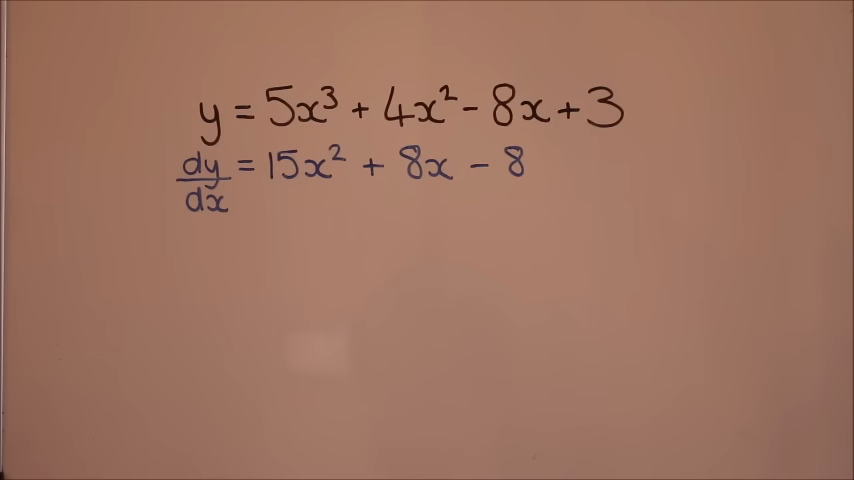 y = 5x³ + 4x² - 8x + 3
dy/dx = 15x² + 8x - 8